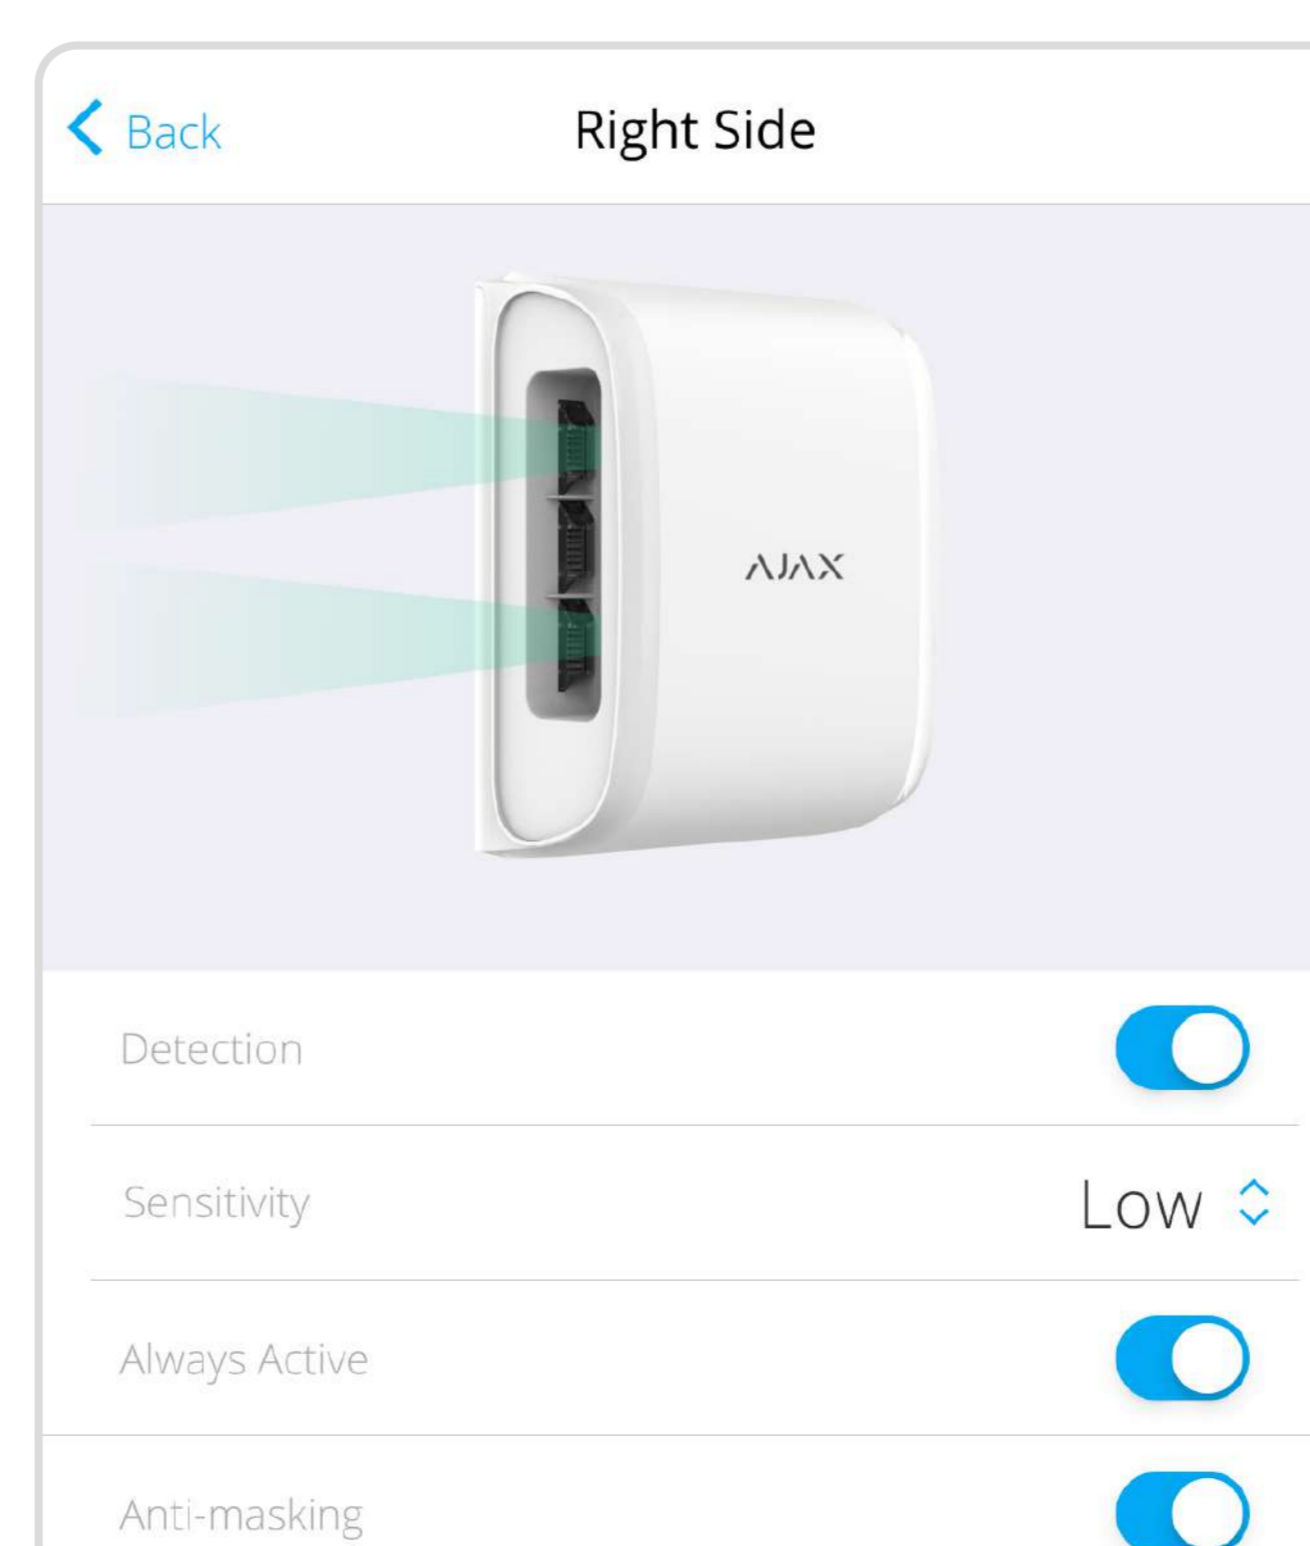 Back
Right Side
AJAX
Detection
Sensitivity
Low
Always Active
Anti-masking